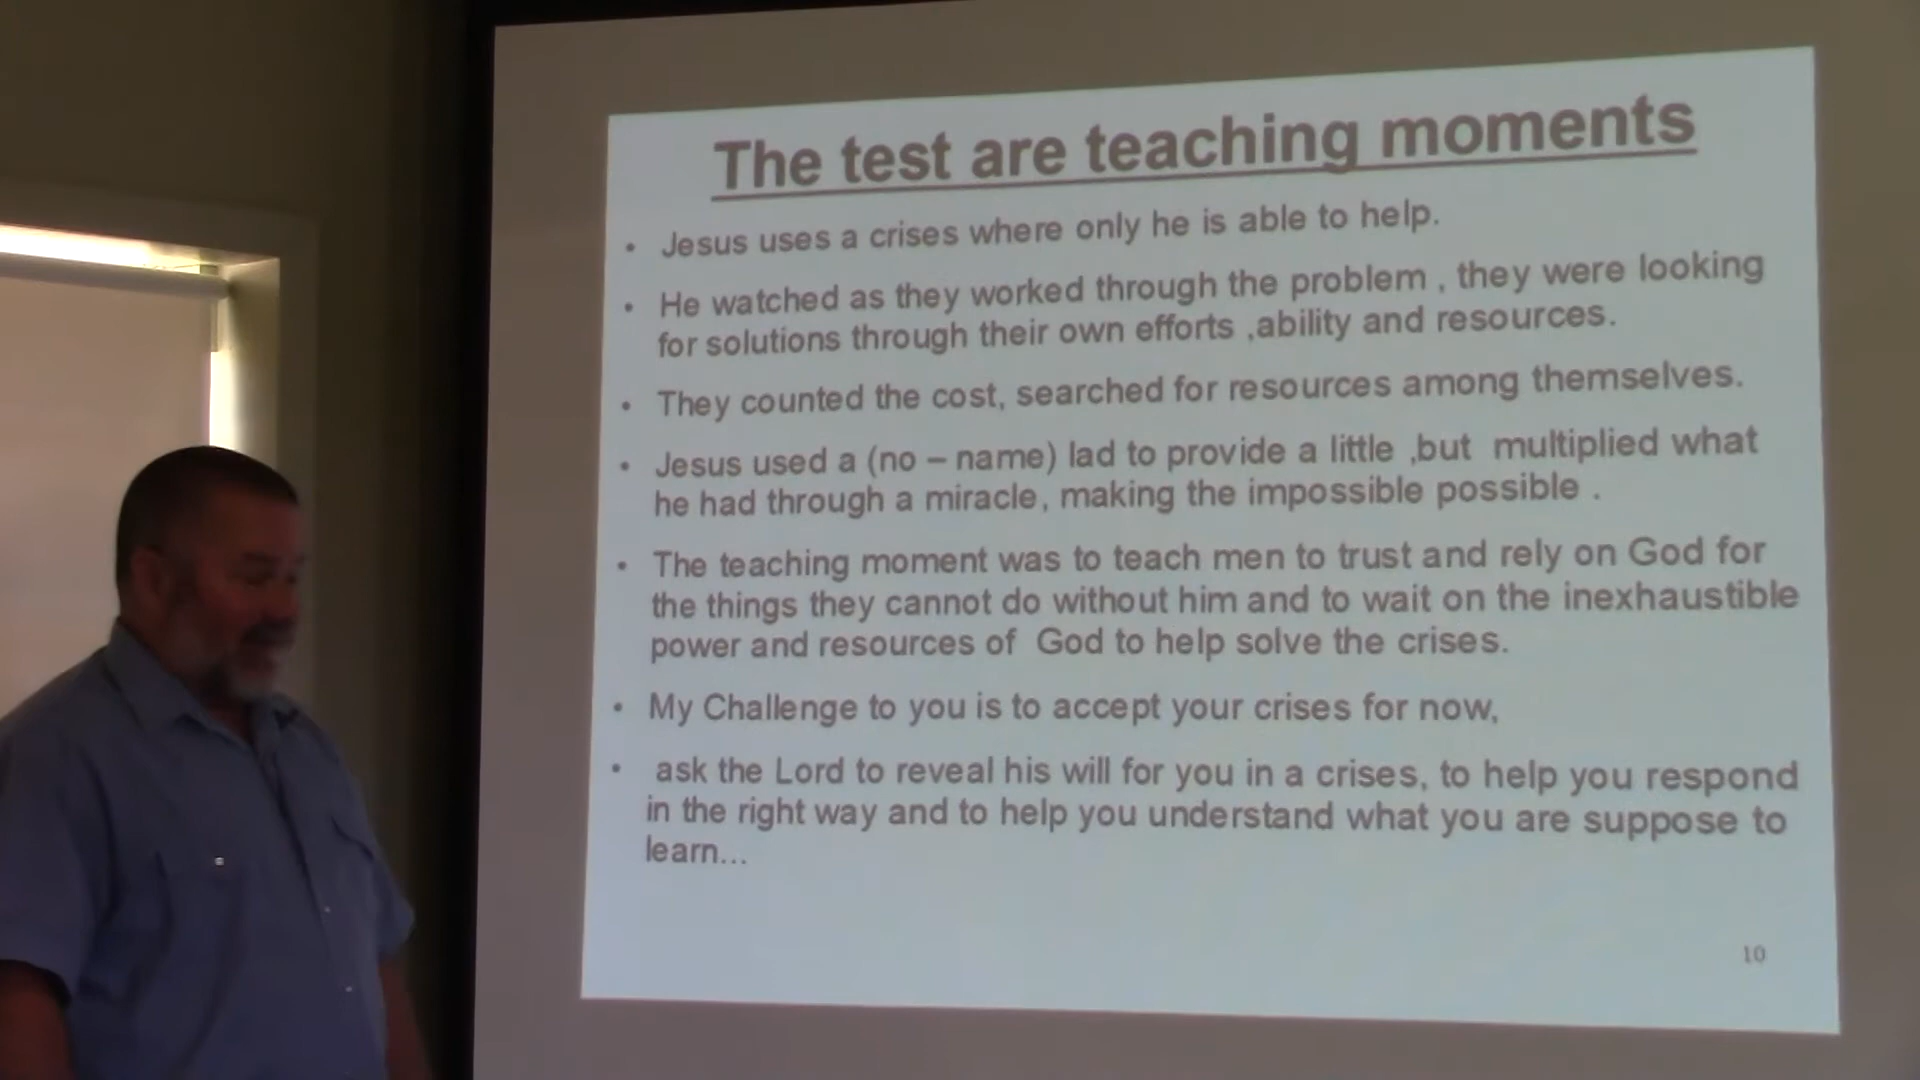 The test are teaching moments
• Jesus uses a crises where only he is able to help.
• He watched as they worked through the problem , they were looking
for solutions through their own efforts ,ability and resources.
• They counted the cost, searched for resources among themselves.
• Jesus used a (no – name) lad to provide a little ,but multiplied what
he had through a miracle, making the impossible possible .
• The teaching moment was to teach men to trust and rely on God for
the things they cannot do without him and to wait on the inexhaustible
power and resources of God to help solve the crises.
• My Challenge to you is to accept your crises for now,
• ask the Lord to reveal his will for you in a crises, to help you respond
in the right way and to help you understand what you are suppose to
learn...
10